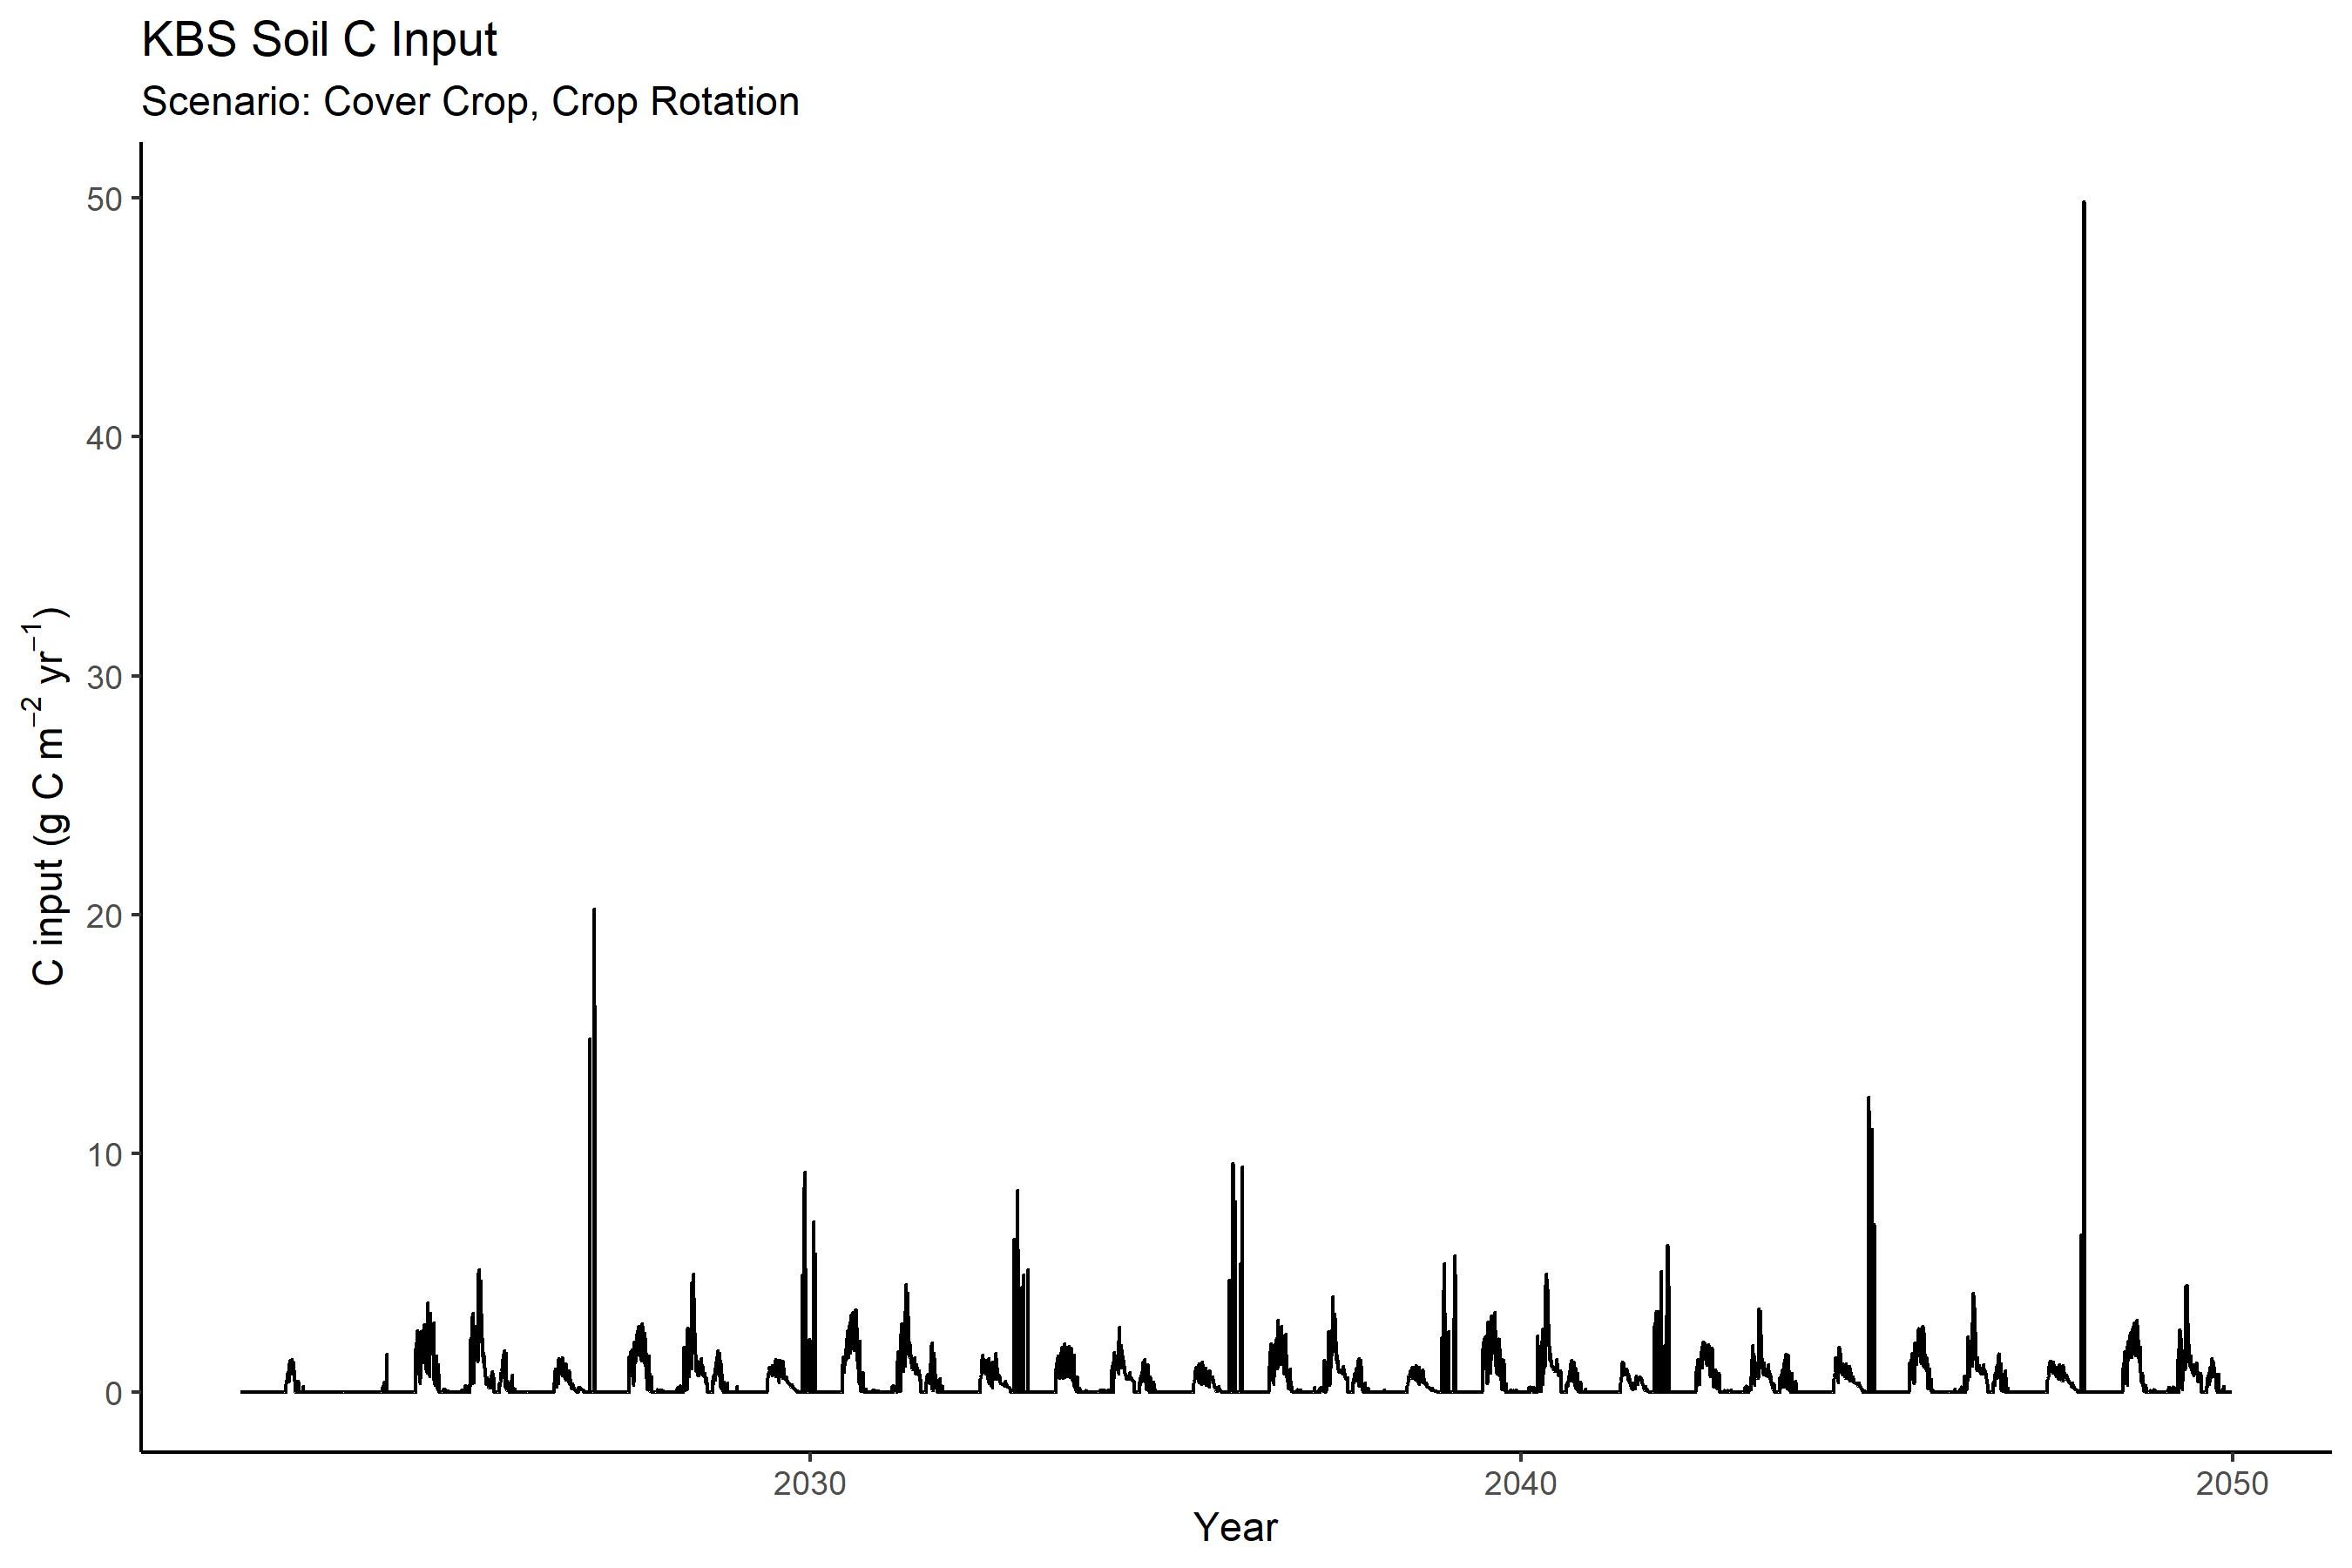 KBS Soil C Input
Scenario: Cover Crop, Crop Rotation
50
40
30
20
10
0
C input (g C m⁻² yr⁻¹)
2030
2040
2050
Year